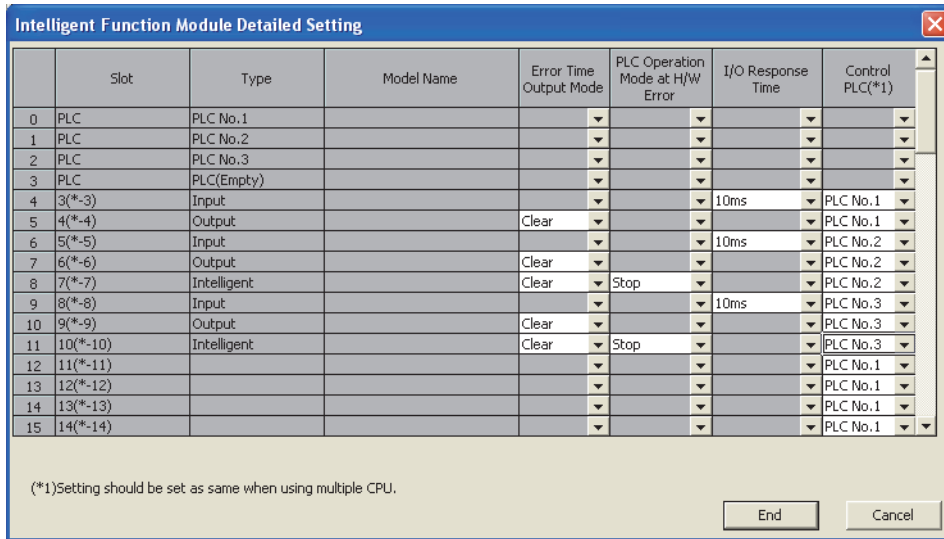 Intelligent Function Module Detailed Setting
Slot Type Model Name Error Time Output Mode PLC Operation Mode at H/W Error I/O Response Time Control PLC(*1)
0 PLC PLC No.1
1 PLC PLC No.2
2 PLC PLC No.3
3 PLC PLC(Empty)
4 3(*-3) Input 10ms PLC No.1
5 4(*-4) Output Clear PLC No.1
6 5(*-5) Input 10ms PLC No.2
7 6(*-6) Output Clear PLC No.2
8 7(*-7) Intelligent Clear Stop PLC No.2
9 8(*-8) Input 10ms PLC No.3
10 9(*-9) Output Clear PLC No.3
11 10(*-10) Intelligent Clear Stop PLC No.3
12 11(*-11) PLC No.1
13 12(*-12) PLC No.1
14 13(*-13) PLC No.1
15 14(*-14) PLC No.1
(*1)Setting should be set as same when using multiple CPU.
End Cancel